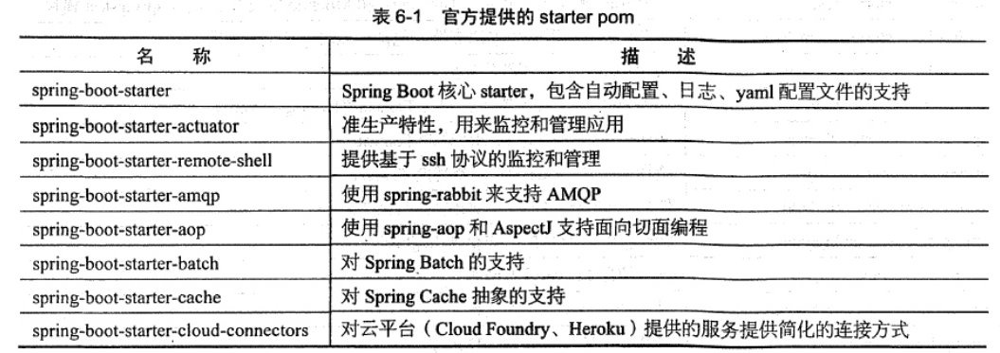 表 6-1 官方提供的 starter pom
名 称 描 述
spring-boot-starter Spring Boot 核心 starter，包含自动配置、日志、yaml 配置文件的支持
spring-boot-starter-actuator 准生产特性，用来监控和管理应用
spring-boot-starter-remote-shell 提供基于 ssh 协议的监控和管理
spring-boot-starter-amqp 使用 spring-rabbit 来支持 AMQP
spring-boot-starter-aop 使用 spring-aop 和 AspectJ 支持面向切面编程
spring-boot-starter-batch 对 Spring Batch 的支持
spring-boot-starter-cache 对 Spring Cache 抽象的支持
spring-boot-starter-cloud-connectors 对云平台（Cloud Foundry、Heroku）提供的服务提供简化的连接方式